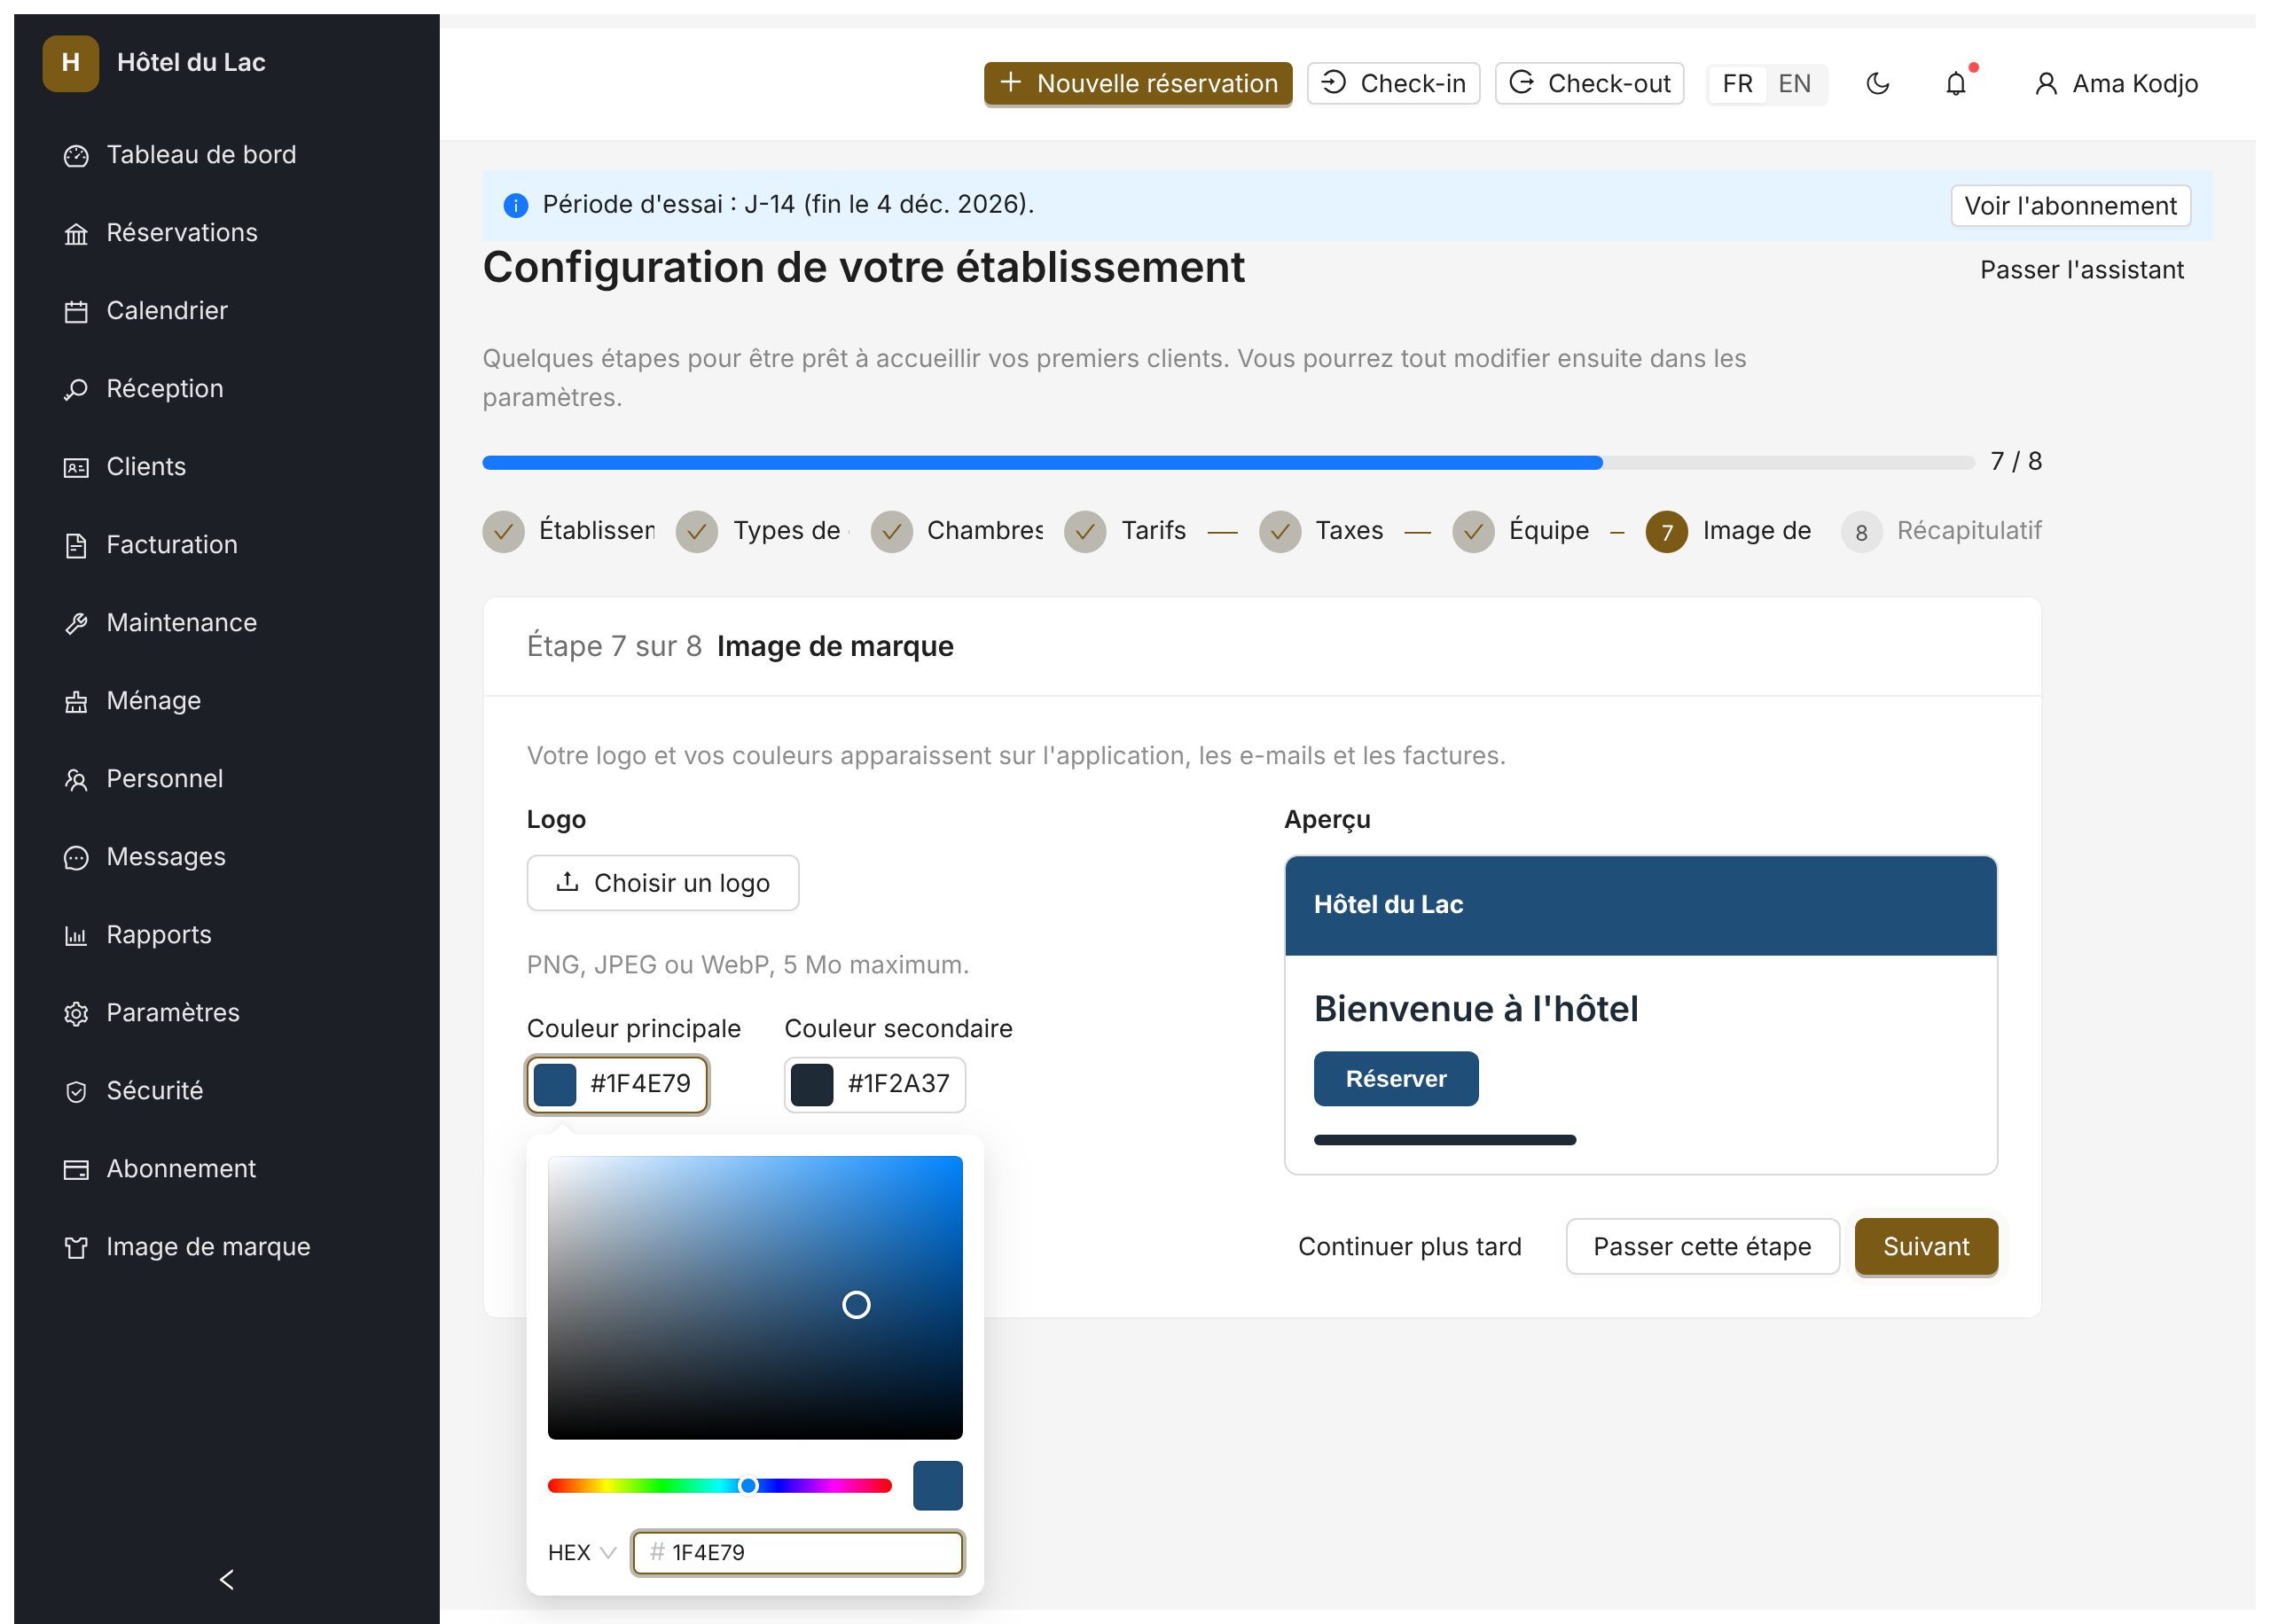 H Hôtel du Lac
Tableau de bord
Réservations
Calendrier
Réception
Clients
Facturation
Maintenance
Ménage
Personnel
Messages
Rapports
Paramètres
Sécurité
Abonnement
Image de marque
Nouvelle réservation Check-in Check-out FR EN Ama Kodjo
Période d'essai : J-14 (fin le 4 déc. 2026). Voir l'abonnement
Configuration de votre établissement Passer l'assistant
Quelques étapes pour être prêt à accueillir vos premiers clients. Vous pourrez tout modifier ensuite dans les
paramètres.
7 / 8
Établissen Types de Chambres Tarifs Taxes Équipe 7 Image de 8 Récapitulatif
Étape 7 sur 8 Image de marque
Votre logo et vos couleurs apparaissent sur l'application, les e-mails et les factures.
Logo
Choisir un logo
PNG, JPEG ou WebP, 5 Mo maximum.
Couleur principale Couleur secondaire
#1F4E79 #1F2A37
HEX # 1F4E79
Aperçu
Hôtel du Lac
Bienvenue à l'hôtel
Réserver
Continuer plus tard Passer cette étape Suivant